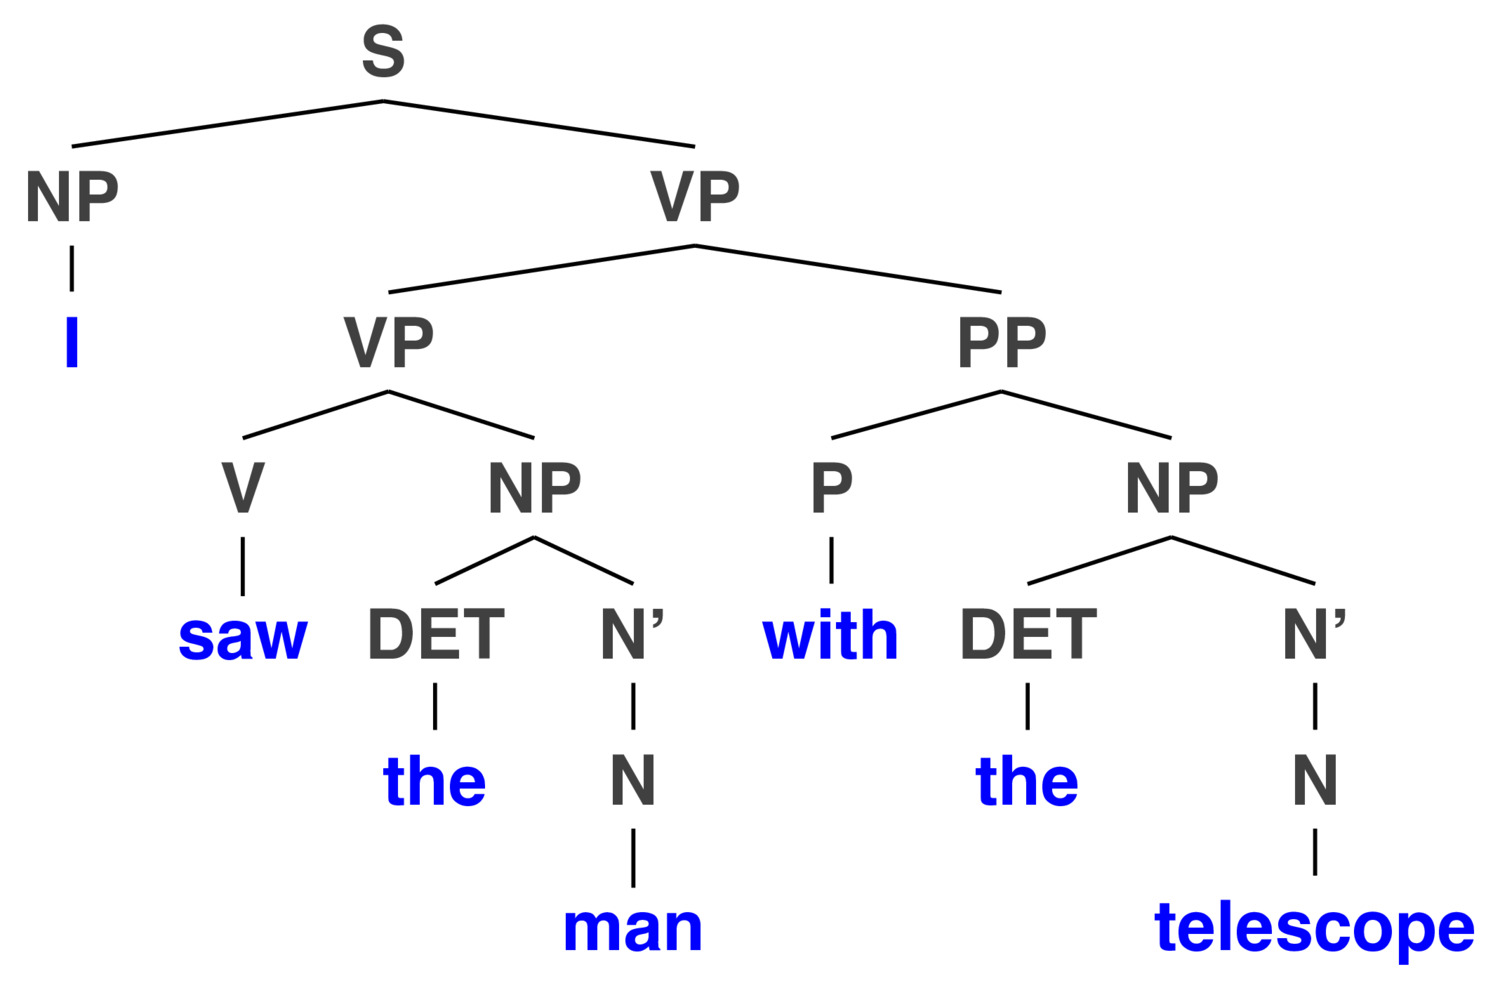 S
NP VP
I VP PP
V NP P NP
saw DET N’ with DET N’
the N the N
man telescope